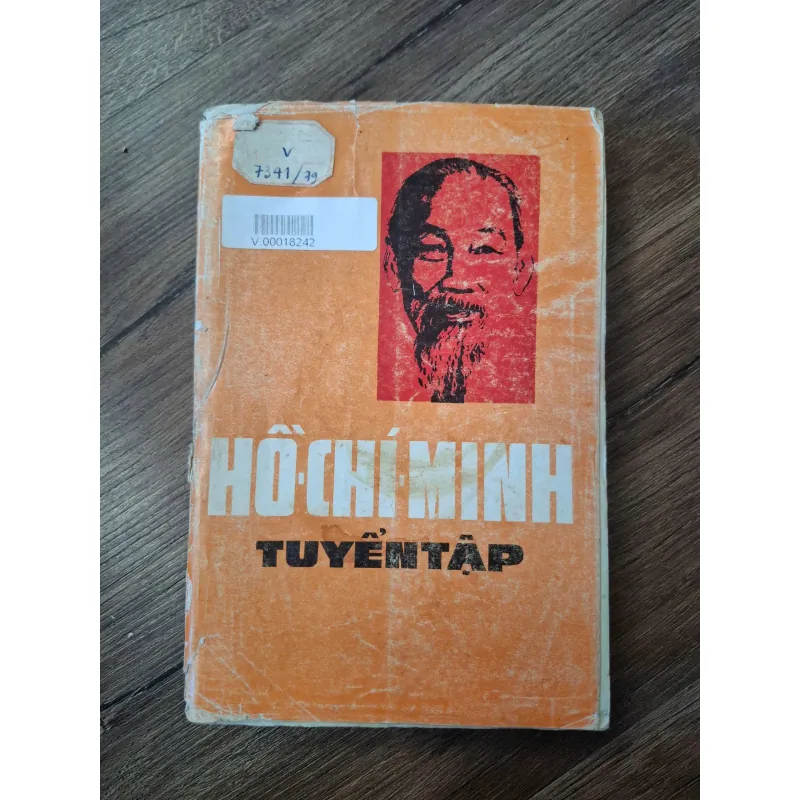 V
7341/79
V.00018242
HỒ·CHÍ·MINH
TUYỂN TẬP